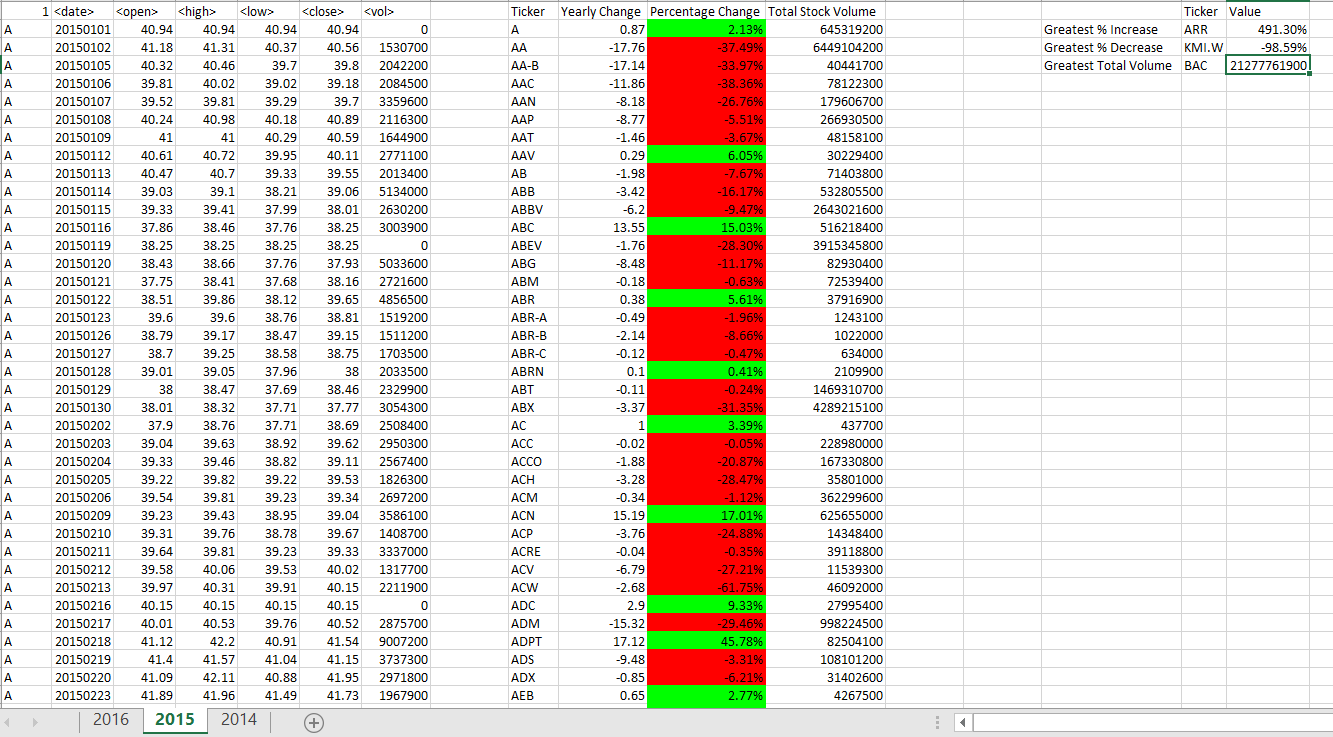 1 <date> <open> <high> <low> <close> <vol> Ticker Yearly Change Percentage Change Total Stock Volume Ticker Value
A 20150101 40.94 40.94 40.94 40.94 0 A 0.87 2.13% 645319200 Greatest % Increase ARR 491.30%
A 20150102 41.18 41.31 40.37 40.56 1530700 AA -17.76 -37.49% 6449104200 Greatest % Decrease KMI.W -98.59%
A 20150105 40.32 40.46 39.7 39.8 2042200 AA-B -17.14 -33.97% 40441700 Greatest Total Volume BAC 21277761900
A 20150106 39.81 40.02 39.02 39.18 2084500 AAC -11.86 -38.36% 78122300
A 20150107 39.52 39.81 39.29 39.7 3359600 AAN -8.18 -26.76% 179606700
A 20150108 40.24 40.98 40.18 40.89 2116300 AAP -8.77 -5.51% 266930500
A 20150109 41 41 40.29 40.59 1644900 AAT -1.46 -3.67% 48158100
A 20150112 40.61 40.72 39.95 40.11 2771100 AAV 0.29 6.05% 30229400
A 20150113 40.47 40.7 39.33 39.55 2013400 AB -1.98 -7.67% 71403800
A 20150114 39.03 39.1 38.21 39.06 5134000 ABB -3.42 -16.17% 532805500
A 20150115 39.33 39.41 37.99 38.01 2630200 ABBV -6.2 -9.47% 2643021600
A 20150116 37.86 38.46 37.76 38.25 3003900 ABC 13.55 15.03% 516218400
A 20150119 38.25 38.25 38.25 38.25 0 ABEV -1.76 -28.30% 3915345800
A 20150120 38.43 38.66 37.76 37.93 5033600 ABG -8.48 -11.17% 82930400
A 20150121 37.75 38.41 37.68 38.16 2721600 ABM -0.18 -0.63% 72539400
A 20150122 38.51 39.86 38.12 39.65 4856500 ABR 0.38 5.61% 37916900
A 20150123 39.6 39.6 38.76 38.81 1519200 ABR-A -0.49 -1.96% 1243100
A 20150126 38.79 39.17 38.47 39.15 1511200 ABR-B -2.14 -8.66% 1022000
A 20150127 38.7 39.25 38.58 38.75 1703500 ABR-C -0.12 -0.47% 634000
A 20150128 39.01 39.05 37.96 38 2033500 ABRN 0.1 0.41% 2109900
A 20150129 38 38.47 37.69 38.46 2329900 ABT -0.11 -0.24% 1469310700
A 20150130 38.01 38.32 37.71 37.77 3054300 ABX -3.37 -31.35% 4289215100
A 20150202 37.9 38.76 37.71 38.69 2508400 AC 1 3.39% 437700
A 20150203 39.04 39.63 38.92 39.62 2950300 ACC -0.02 -0.05% 228980000
A 20150204 39.33 39.46 38.82 39.11 2567400 ACCO -1.88 -20.87% 167330800
A 20150205 39.22 39.82 39.22 39.53 1826300 ACH -3.28 -28.47% 35801000
A 20150206 39.54 39.81 39.23 39.34 2697200 ACM -0.34 -1.12% 362299600
A 20150209 39.23 39.43 38.95 39.04 3586100 ACN 15.19 17.01% 625655000
A 20150210 39.31 39.76 38.78 39.67 1408700 ACP -3.76 -24.88% 14348400
A 20150211 39.64 39.81 39.23 39.33 3337000 ACRE -0.04 -0.35% 39118800
A 20150212 39.58 40.06 39.53 40.02 1317700 ACV -6.79 -27.21% 11539300
A 20150213 39.97 40.31 39.91 40.15 2211900 ACW -2.68 -61.75% 46092000
A 20150216 40.15 40.15 40.15 40.15 0 ADC 2.9 9.33% 27995400
A 20150217 40.01 40.53 39.76 40.52 2875700 ADM -15.32 -29.46% 998224500
A 20150218 41.12 42.2 40.91 41.54 9007200 ADPT 17.12 45.78% 82504100
A 20150219 41.4 41.57 41.04 41.15 3737300 ADS -9.48 -3.31% 108101200
A 20150220 41.09 42.11 40.88 41.95 2971800 ADX -0.85 -6.21% 31402600
A 20150223 41.89 41.96 41.49 41.73 1967900 AEB 0.65 2.77% 4267500
2016 2015 2014